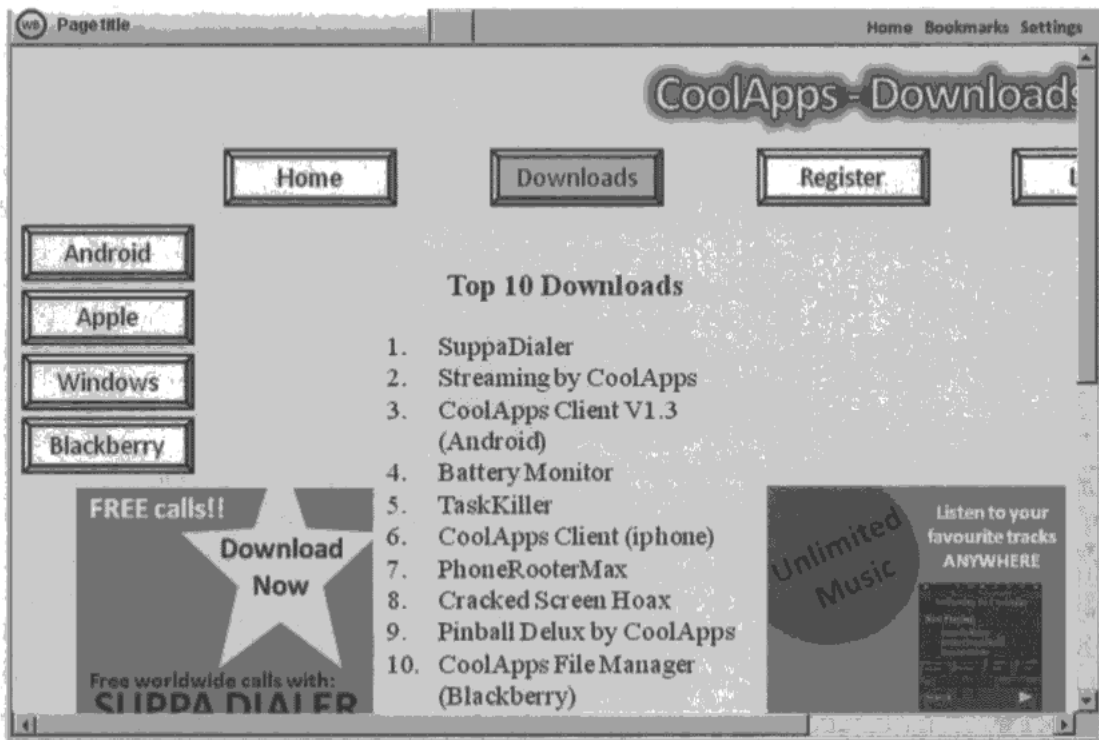 WB Page title
Home Bookmarks Settings
CoolApps - Downloads
Home
Downloads
Register
L
Android
Apple
Windows
Blackberry
Top 10 Downloads
1. SuppaDialer
2. Streaming by CoolApps
3. CoolApps Client V1.3
(Android)
4. Battery Monitor
5. TaskKiller
6. CoolApps Client (iphone)
7. PhoneRooterMax
8. Cracked Screen Hoax
9. Pinball Delux by CoolApps
10. CoolApps File Manager
(Blackberry)
FREE calls!!
Download
Now
Free worldwide calls with:
SUPPA DIALER
Unlimited
Music
Listen to your
favourite tracks
ANYWHERE